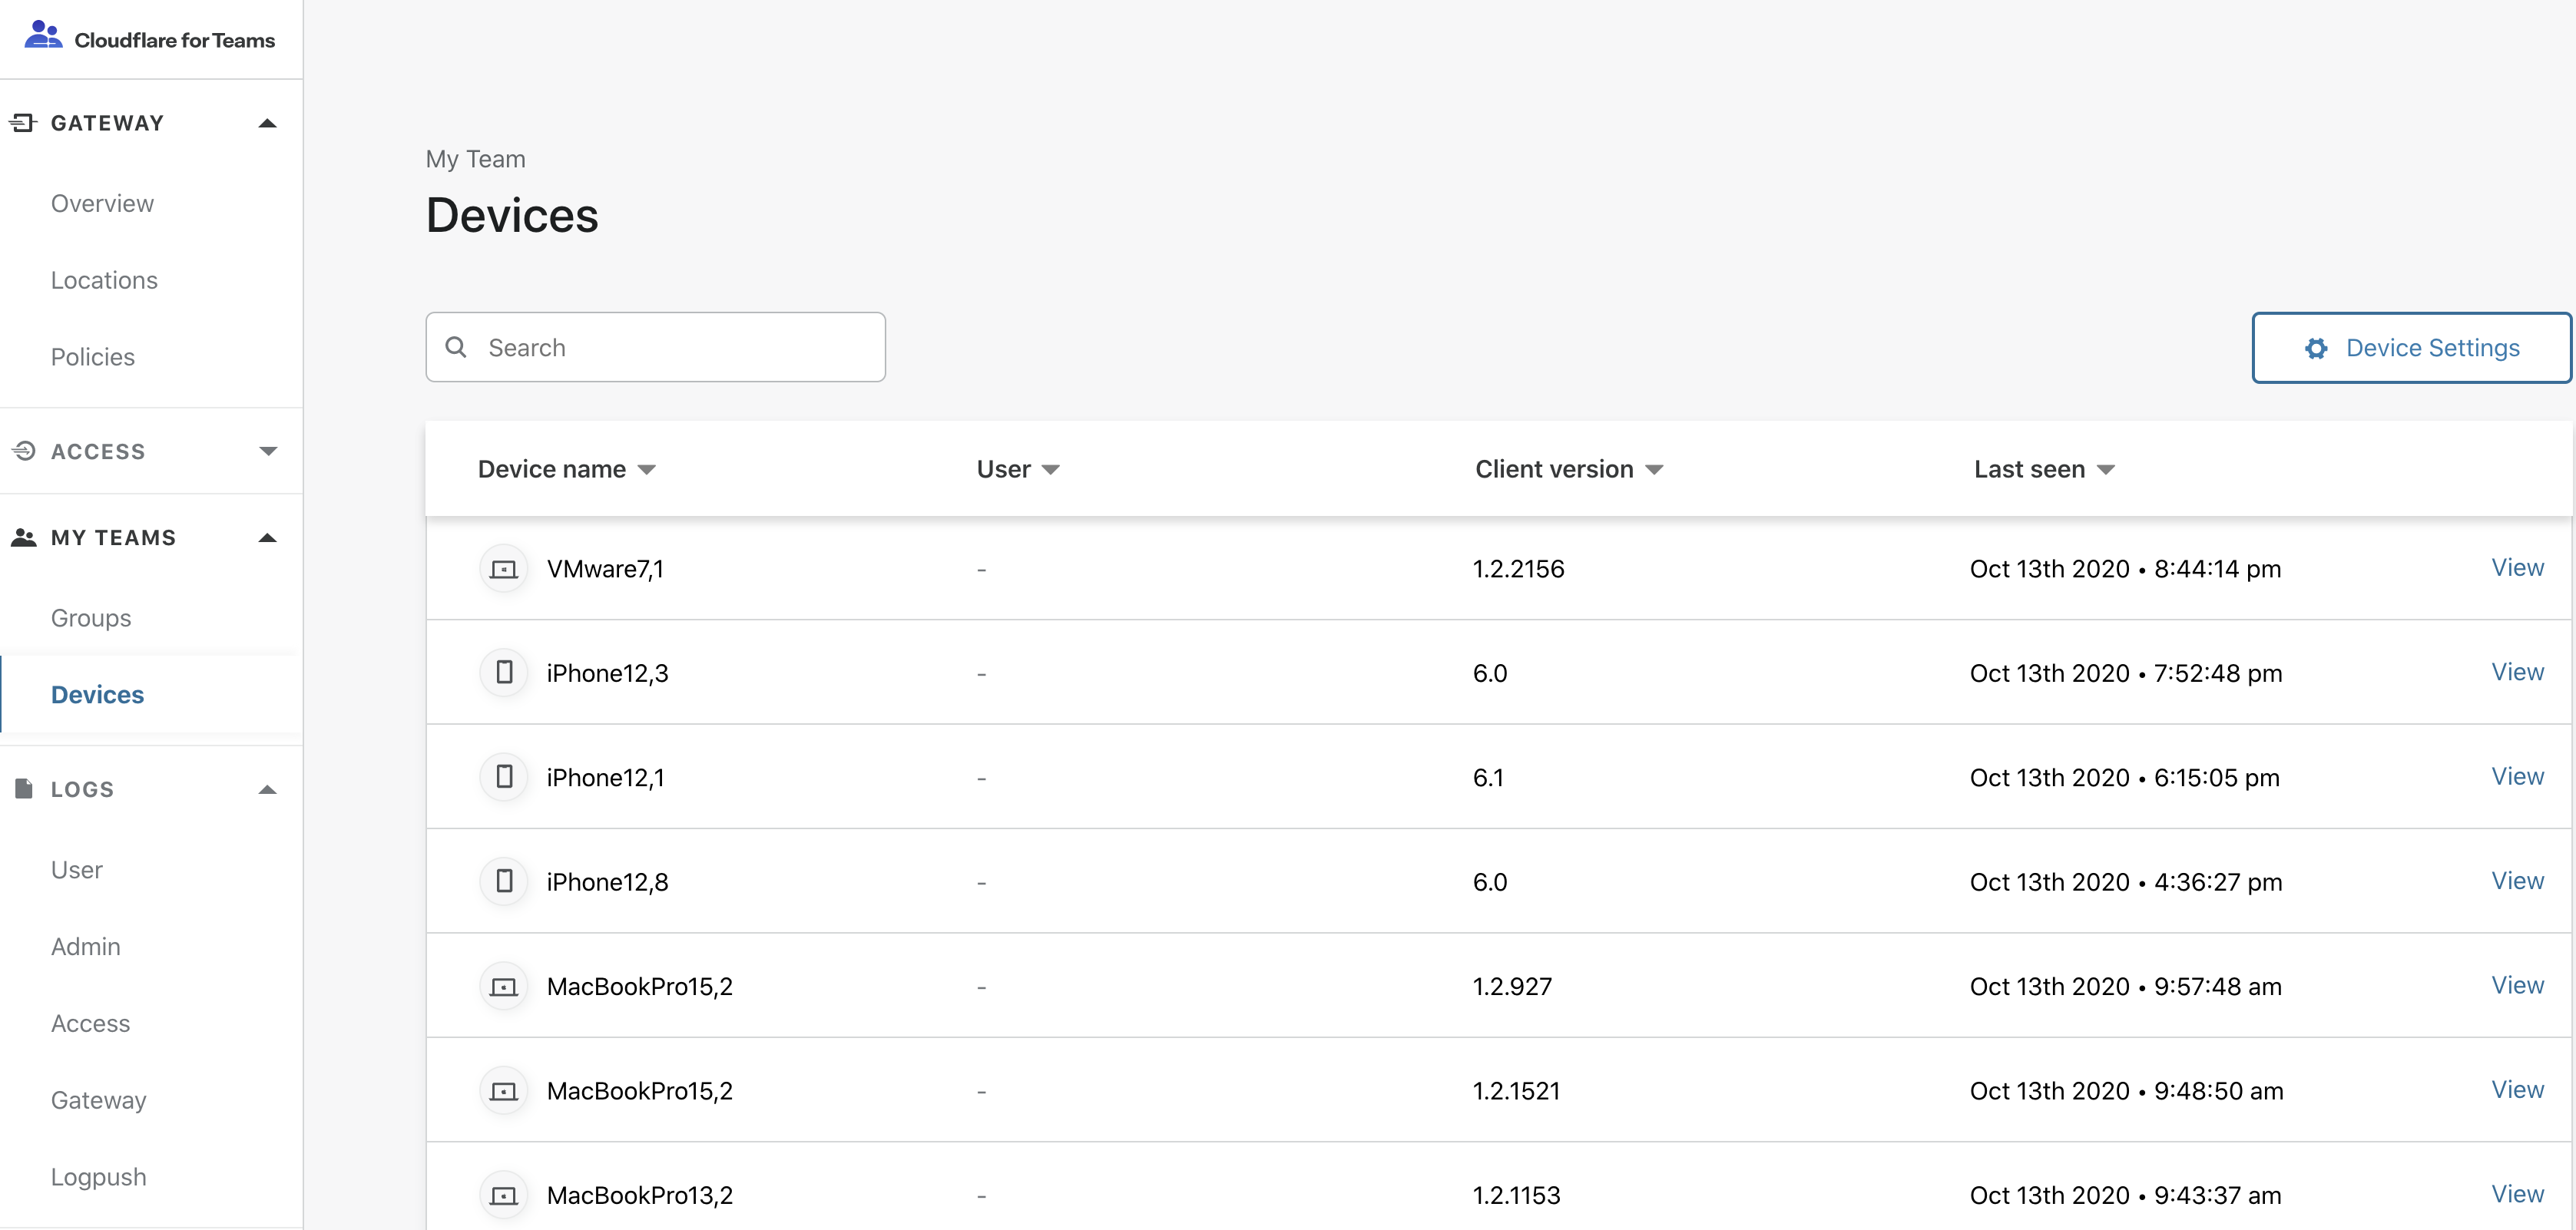 Cloudflare for Teams
GATEWAY
Overview
Locations
Policies
ACCESS
MY TEAMS
Groups
Devices
LOGS
User
Admin
Access
Gateway
Logpush
My Team
Devices
Search
Device Settings
Device name User Client version Last seen
VMware7,1 - 1.2.2156 Oct 13th 2020 • 8:44:14 pm View
iPhone12,3 - 6.0 Oct 13th 2020 • 7:52:48 pm View
iPhone12,1 - 6.1 Oct 13th 2020 • 6:15:05 pm View
iPhone12,8 - 6.0 Oct 13th 2020 • 4:36:27 pm View
MacBookPro15,2 - 1.2.927 Oct 13th 2020 • 9:57:48 am View
MacBookPro15,2 - 1.2.1521 Oct 13th 2020 • 9:48:50 am View
MacBookPro13,2 - 1.2.1153 Oct 13th 2020 • 9:43:37 am View